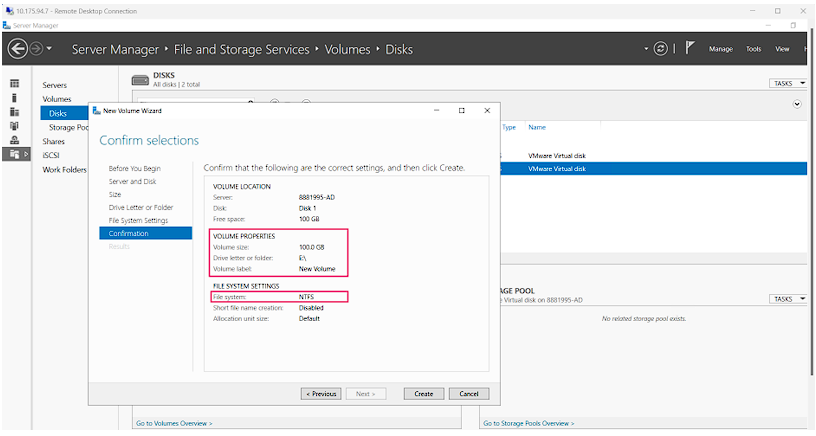 10.175.94.7 - Remote Desktop Connection
Server Manager
Server Manager ‣ File and Storage Services ‣ Volumes ‣ Disks
Manage Tools View H
Servers
Volumes
Disks
Storage Poo
Shares
iSCSI
Work Folders
DISKS
All disks | 2 total
TASKS
Type Name
VMware Virtual disk
VMware Virtual disk
New Volume Wizard
Confirm selections
Before You Begin
Server and Disk
Size
Drive Letter or Folder
File System Settings
Confirmation
Results
Confirm that the following are the correct settings, and then click Create.
VOLUME LOCATION
Server: 8881995-AD
Disk: Disk 1
Free space: 100 GB
VOLUME PROPERTIES
Volume size: 100.0 GB
Drive letter or folder: E:\
Volume label: New Volume
FILE SYSTEM SETTINGS
File system: NTFS
Short file name creation: Disabled
Allocation unit size: Default
< Previous Next > Create Cancel
AGE POOL
e Virtual disk on 8881995-AD
TASKS
No related storage pool exists.
Go to Volumes Overview >
Go to Storage Pools Overview >